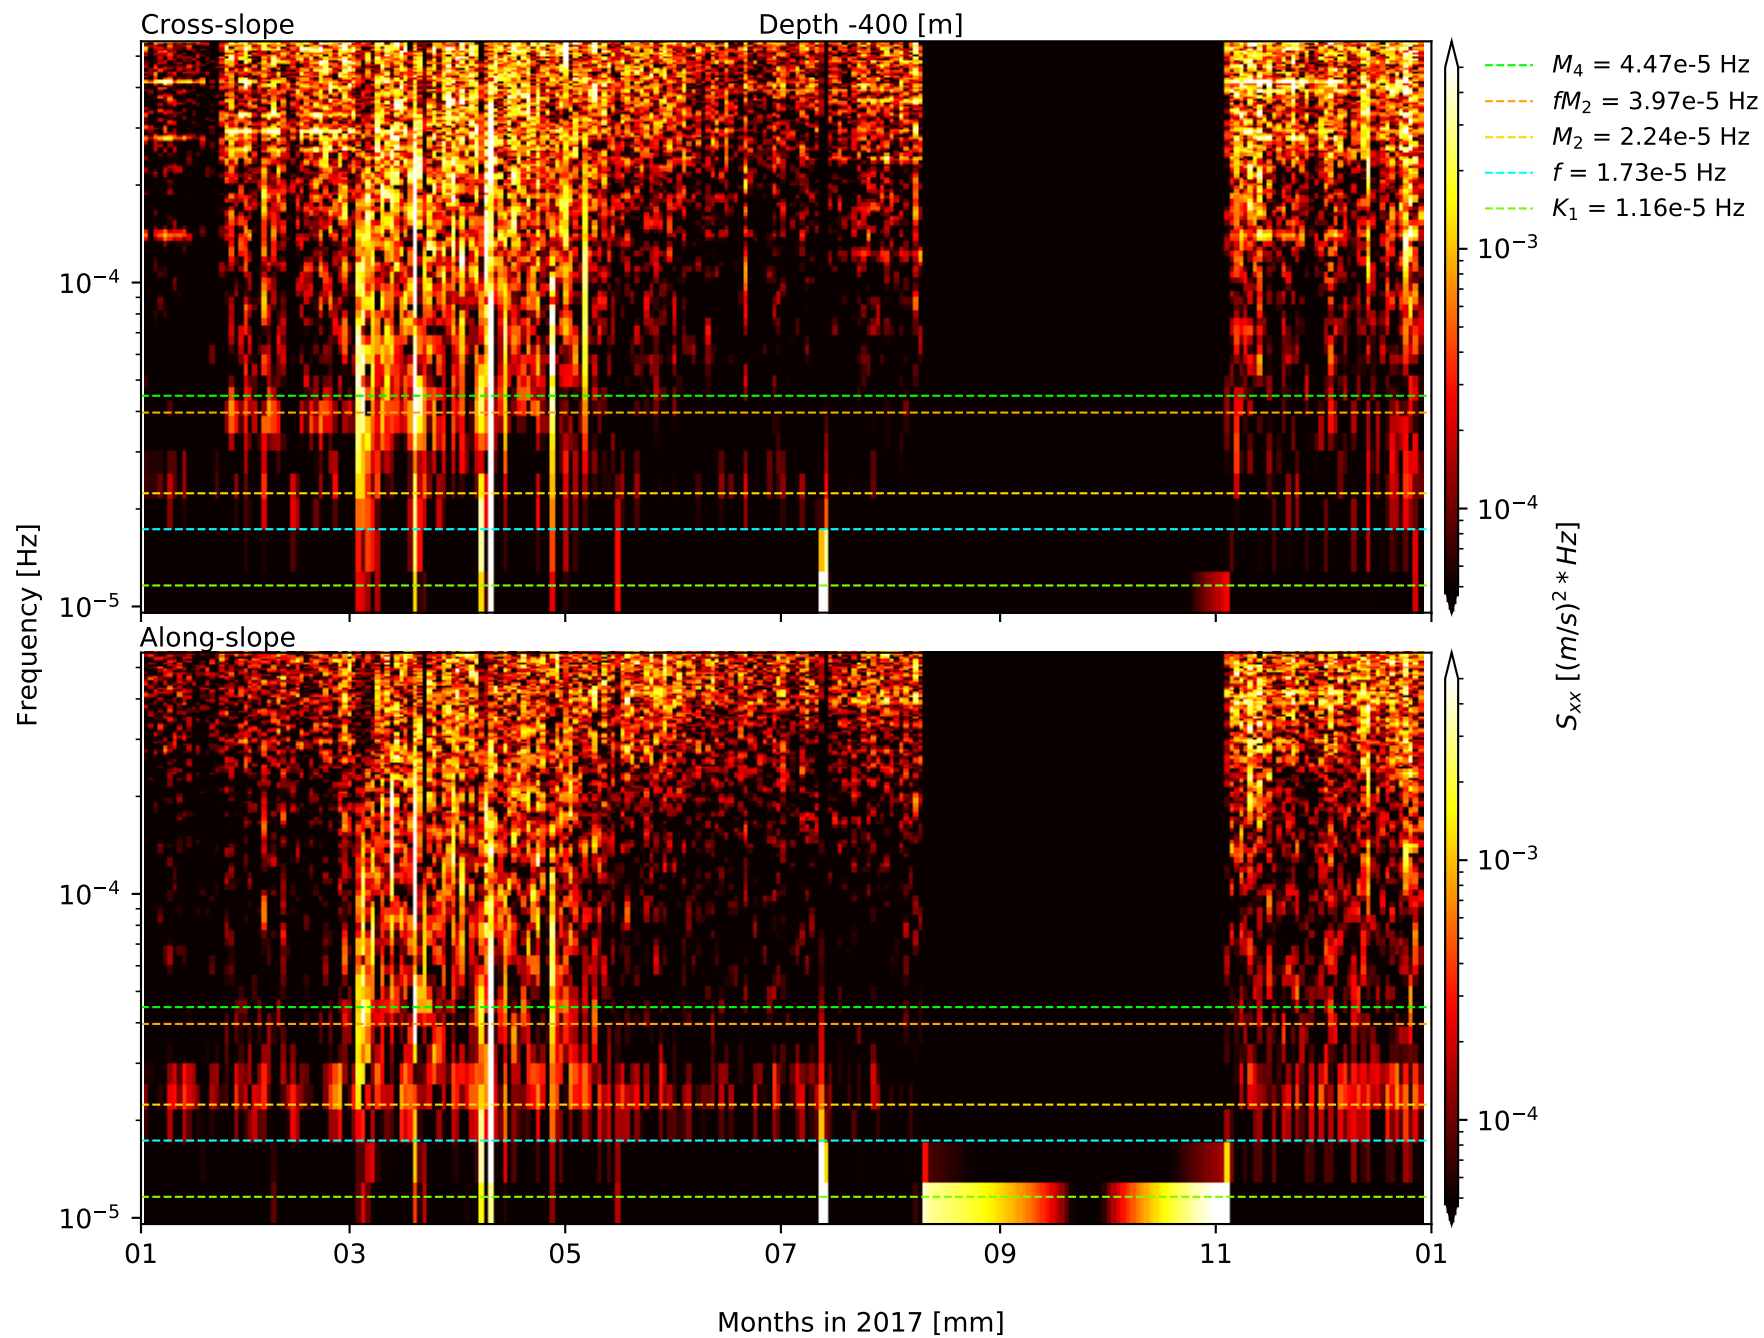 Cross-slope
Depth -400 [m]
M₄ = 4.47e-5 Hz
fM₂ = 3.97e-5 Hz
M₂ = 2.24e-5 Hz
f = 1.73e-5 Hz
K₁ = 1.16e-5 Hz
10⁻³
10⁻⁴
10⁻⁴
10⁻⁵
Frequency [Hz]
Sₓₓ [(m/s)² * Hz]
Along-slope
10⁻³
10⁻⁴
10⁻⁴
10⁻⁵
01 03 05 07 09 11 01
Months in 2017 [mm]